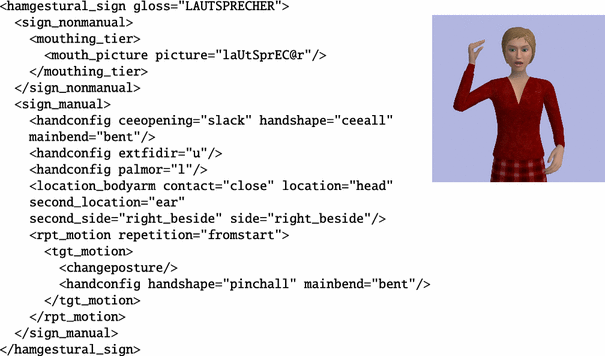 <hamgestural_sign gloss="LAUTSPRECHER">
<sign_nonmanual>
<mouthing_tier>
<mouth_picture picture="laUtSprEC@r"/>
</mouthing_tier>
</sign_nonmanual>
<sign_manual>
<handconfig ceeopening="slack" handshape="ceeall"
mainbend="bent"/>
<handconfig extfidir="u"/>
<handconfig palmor="l"/>
<location_bodyarm contact="close" location="head"
second_location="ear"
second_side="right_beside" side="right_beside"/>
<rpt_motion repetition="fromstart">
<tgt_motion>
<changeposture/>
<handconfig handshape="pinchall" mainbend="bent"/>
</tgt_motion>
</rpt_motion>
</sign_manual>
</hamgestural_sign>